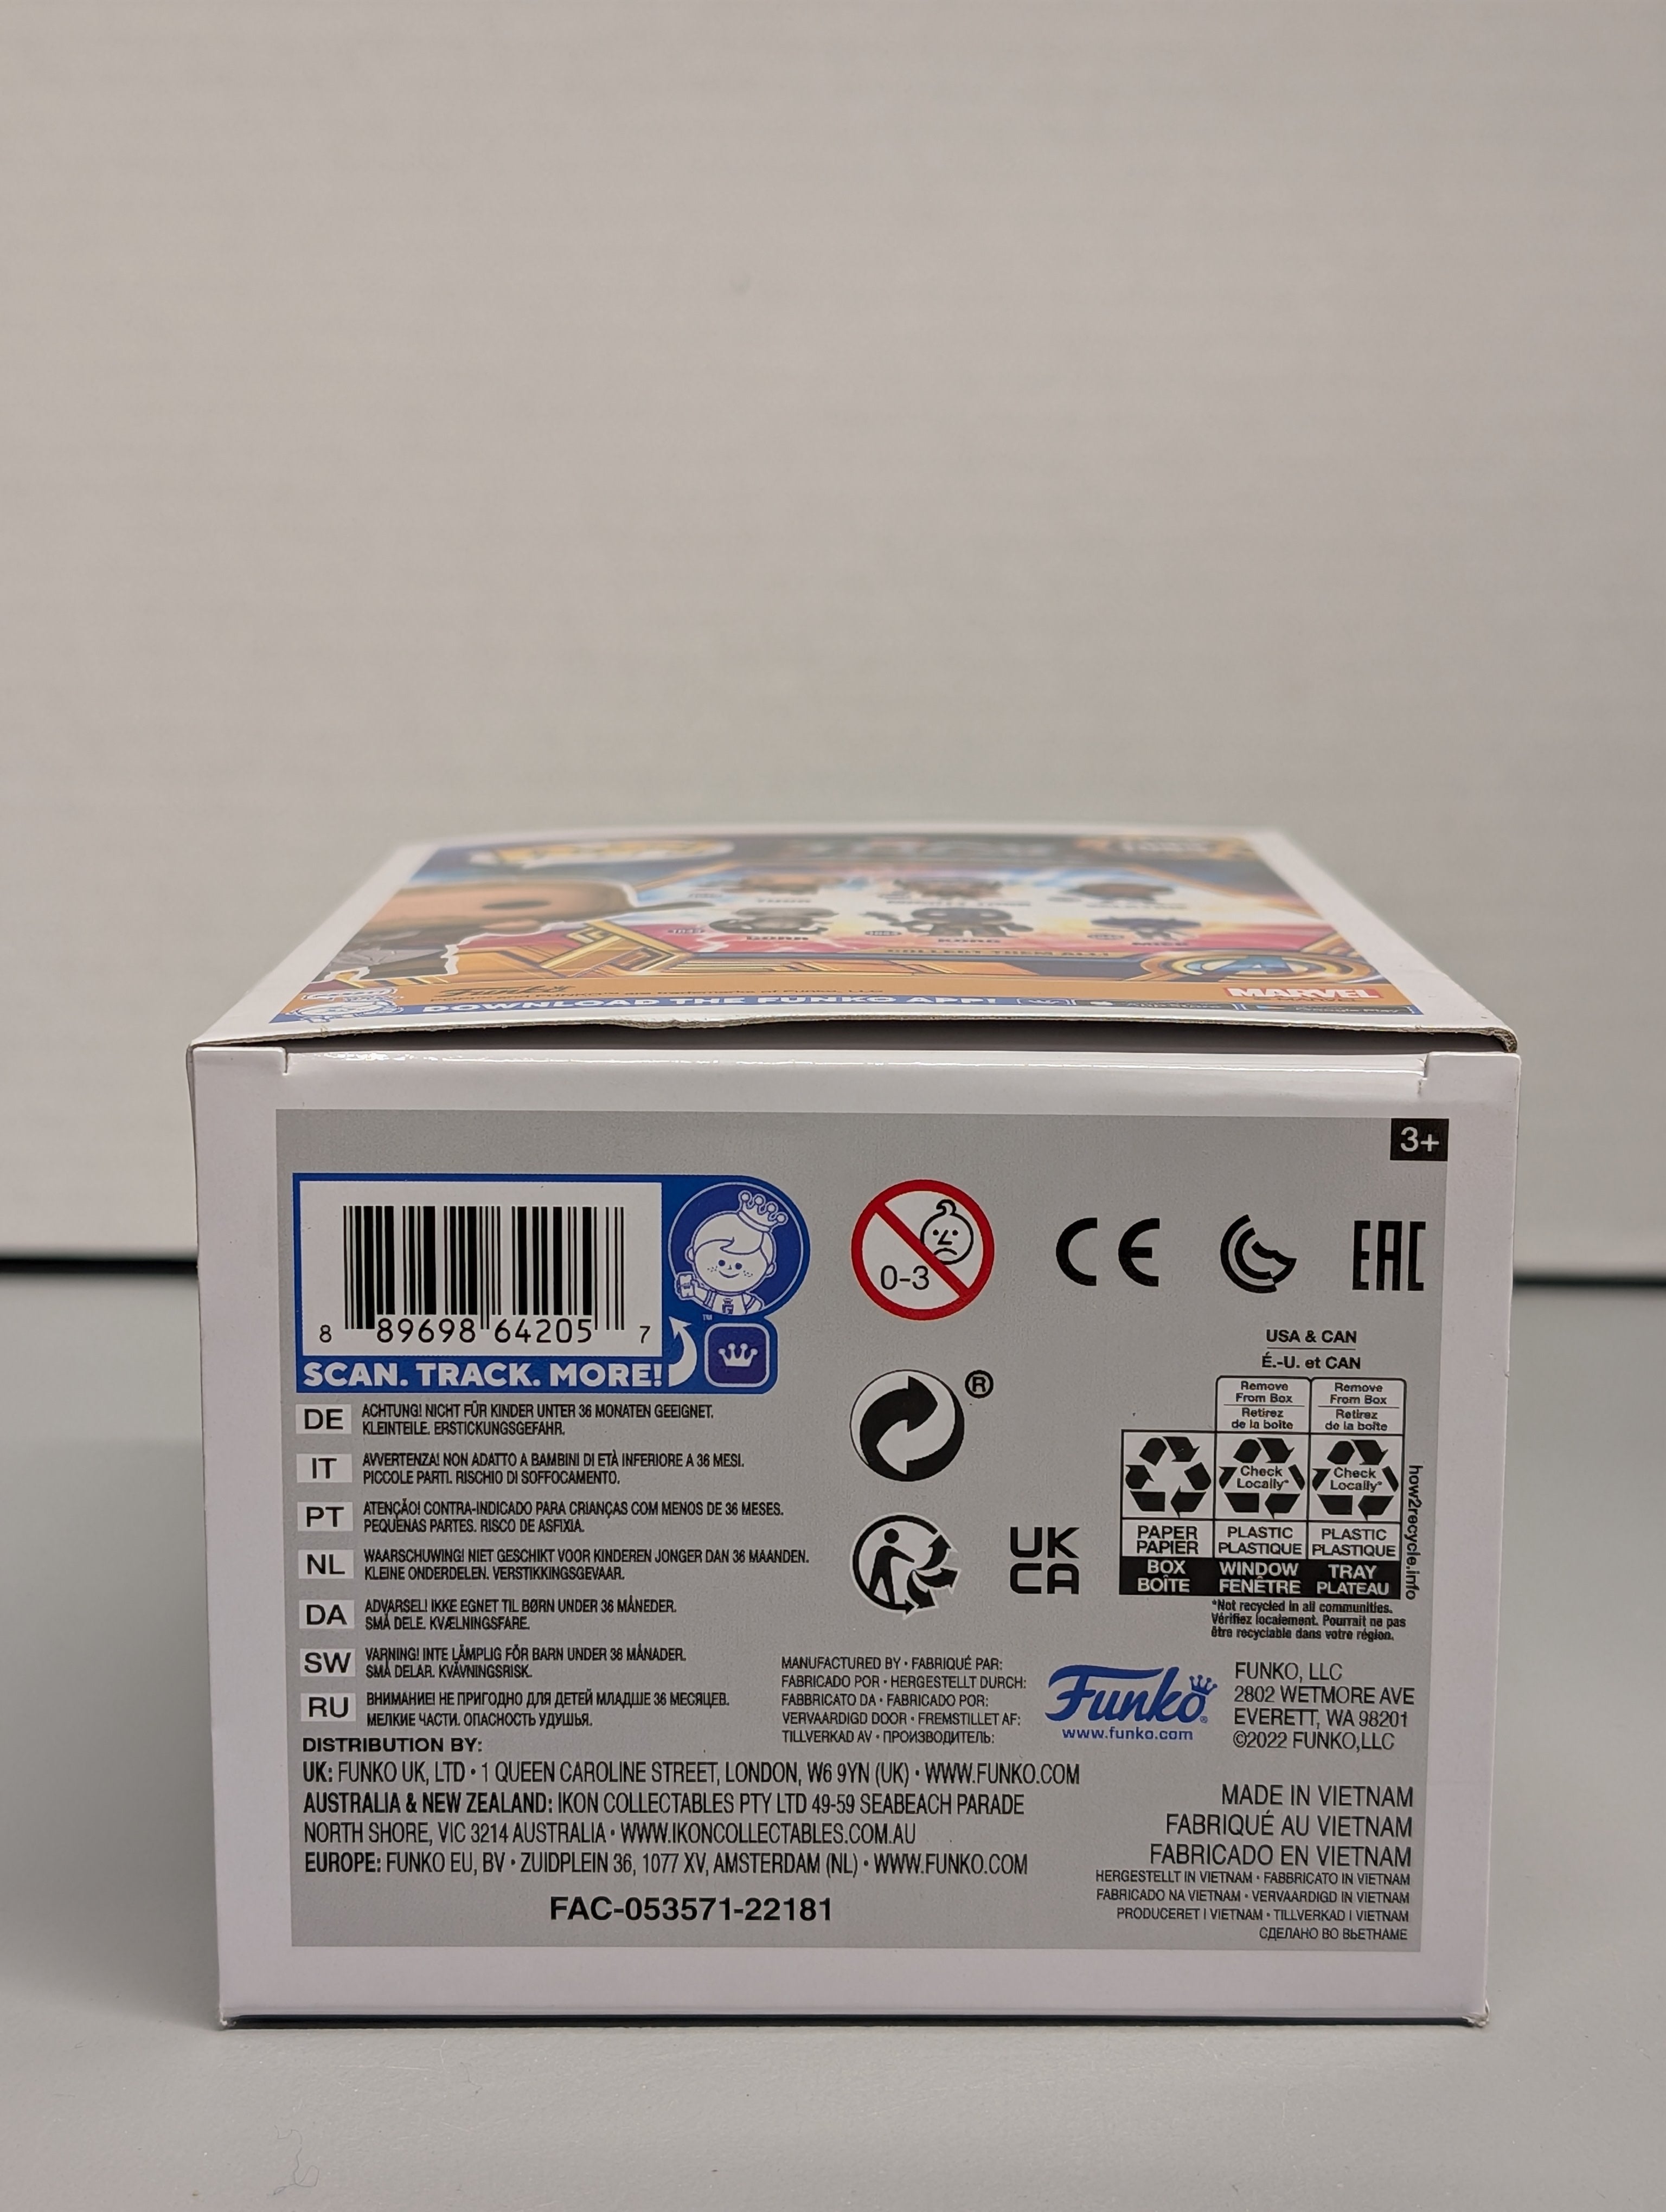 THOR
GORR
KORG
MIEK
COLLECT THEM ALL!
Funko
MARVEL
DOWNLOAD THE FUNKO APP!
3+
8 89698 64205 7
™
SCAN. TRACK. MORE!
0-3
CE
EAC
USA & CAN
É.-U. et CAN
Remove From Box
Retirez de la boîte
Remove From Box
Retirez de la boîte
Check Locally*
Check Locally*
PAPER PAPIER
PLASTIC PLASTIQUE
PLASTIC PLASTIQUE
BOX BOÎTE
WINDOW FENÊTRE
TRAY PLATEAU
how2recycle.info
*Not recycled in all communities.
Vérifiez localement. Pourrait ne pas
être recyclable dans votre région.
®
UK
CA
DE ACHTUNG! NICHT FÜR KINDER UNTER 36 MONATEN GEEIGNET.
KLEINTEILE. ERSTICKUNGSGEFAHR.
IT AVVERTENZA! NON ADATTO A BAMBINI DI ETÀ INFERIORE A 36 MESI.
PICCOLE PARTI. RISCHIO DI SOFFOCAMENTO.
PT ATENÇÃO! CONTRA-INDICADO PARA CRIANÇAS COM MENOS DE 36 MESES.
PEQUENAS PARTES. RISCO DE ASFIXIA.
NL WAARSCHUWING! NIET GESCHIKT VOOR KINDEREN JONGER DAN 36 MAANDEN.
KLEINE ONDERDELEN. VERSTIKKINGSGEVAAR.
DA ADVARSEL! IKKE EGNET TIL BØRN UNDER 36 MÅNEDER.
SMÅ DELE. KVÆLNINGSFARE.
SW VARNING! INTE LÄMPLIG FÖR BARN UNDER 36 MÅNADER.
SMÅ DELAR. KVÄVNINGSRISK.
RU ВНИМАНИЕ! НЕ ПРИГОДНО ДЛЯ ДЕТЕЙ МЛАДШЕ 36 МЕСЯЦЕВ.
МЕЛКИЕ ЧАСТИ. ОПАСНОСТЬ УДУШЬЯ.
MANUFACTURED BY • FABRIQUÉ PAR:
FABRICADO POR • HERGESTELLT DURCH:
FABBRICATO DA • FABRICADO POR:
VERVAARDIGD DOOR • FREMSTILLET AF:
TILLVERKAD AV • ПРОИЗВОДИТЕЛЬ:
Funko®
www.funko.com
FUNKO, LLC
2802 WETMORE AVE
EVERETT, WA 98201
©2022 FUNKO,LLC
DISTRIBUTION BY:
UK: FUNKO UK, LTD • 1 QUEEN CAROLINE STREET, LONDON, W6 9YN (UK) • WWW.FUNKO.COM
AUSTRALIA & NEW ZEALAND: IKON COLLECTABLES PTY LTD 49-59 SEABEACH PARADE
NORTH SHORE, VIC 3214 AUSTRALIA • WWW.IKONCOLLECTABLES.COM.AU
EUROPE: FUNKO EU, BV • ZUIDPLEIN 36, 1077 XV, AMSTERDAM (NL) • WWW.FUNKO.COM
FAC-053571-22181
MADE IN VIETNAM
FABRIQUÉ AU VIETNAM
FABRICADO EN VIETNAM
HERGESTELLT IN VIETNAM • FABBRICATO IN VIETNAM
FABRICADO NA VIETNAM • VERVAARDIGD IN VIETNAM
PRODUCERET I VIETNAM • TILLVERKAD I VIETNAM
СДЕЛАНО ВО ВЬЕТНАМЕ